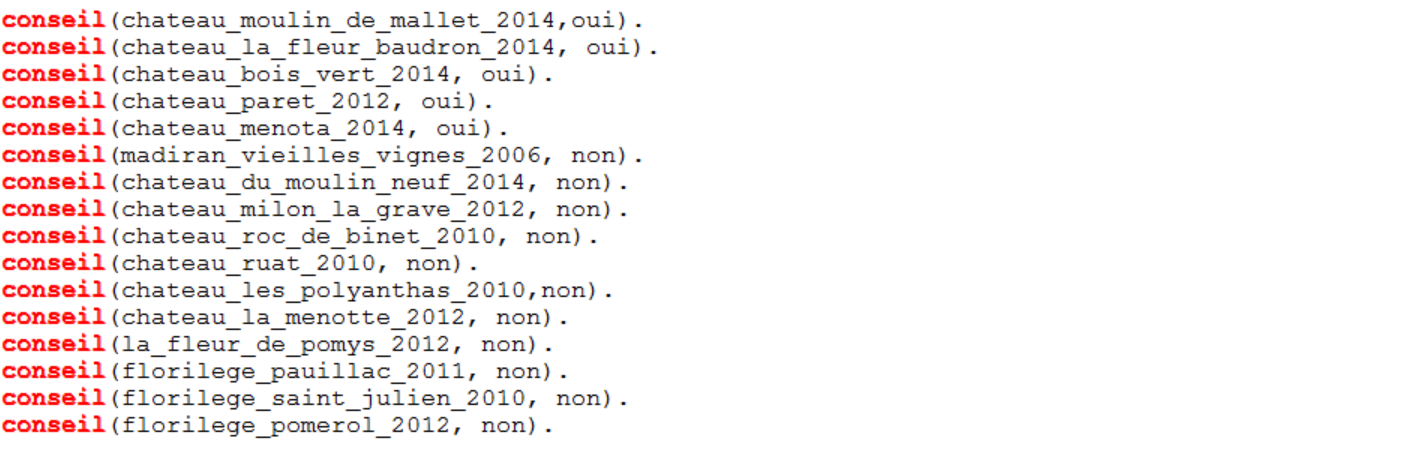 conseil(chateau_moulin_de_mallet_2014,oui).
conseil(chateau_la_fleur_baudron_2014, oui).
conseil(chateau_bois_vert_2014, oui).
conseil(chateau_paret_2012, oui).
conseil(chateau_menota_2014, oui).
conseil(madiran_vieilles_vignes_2006, non).
conseil(chateau_du_moulin_neuf_2014, non).
conseil(chateau_milon_la_grave_2012, non).
conseil(chateau_roc_de_binet_2010, non).
conseil(chateau_ruat_2010, non).
conseil(chateau_les_polyanthas_2010,non).
conseil(chateau_la_menotte_2012, non).
conseil(la_fleur_de_pomys_2012, non).
conseil(florilege_pauillac_2011, non).
conseil(florilege_saint_julien_2010, non).
conseil(florilege_pomerol_2012, non).